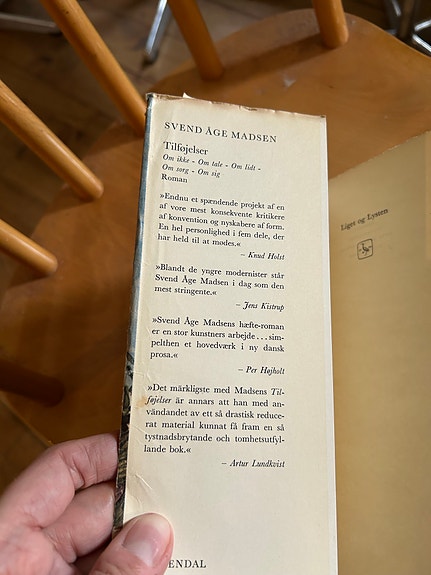 SVEND ÅGE MADSEN
Tilføjelser
Om ikke - Om tale - Om lidt -
Om sorg - Om sig
Roman
»Endnu et spændende projekt af en
af vore mest konsekvente kritikere
af konvention og nyskabere af form.
En hel personlighed i fem dele, der
har held til at modes.«
– Knud Holst
»Blandt de yngre modernister står
Svend Åge Madsen i dag som den
mest stringente.«
– Jens Kistrup
»Svend Åge Madsens hæfte-roman
er en stor kunstners arbejde...sim-
pelthen et hovedværk i ny dansk
prosa.«
– Per Højholt
»Det märkligste med Madsens Til-
føjelser är annars att han med an-
vändandet av ett så drastisk reduce-
rat material kunnat få fram en så
tystnadsbrytande och tomhetsutfyl-
lande bok.«
– Artur Lundkvist
ENDAL
Liget og Lysten